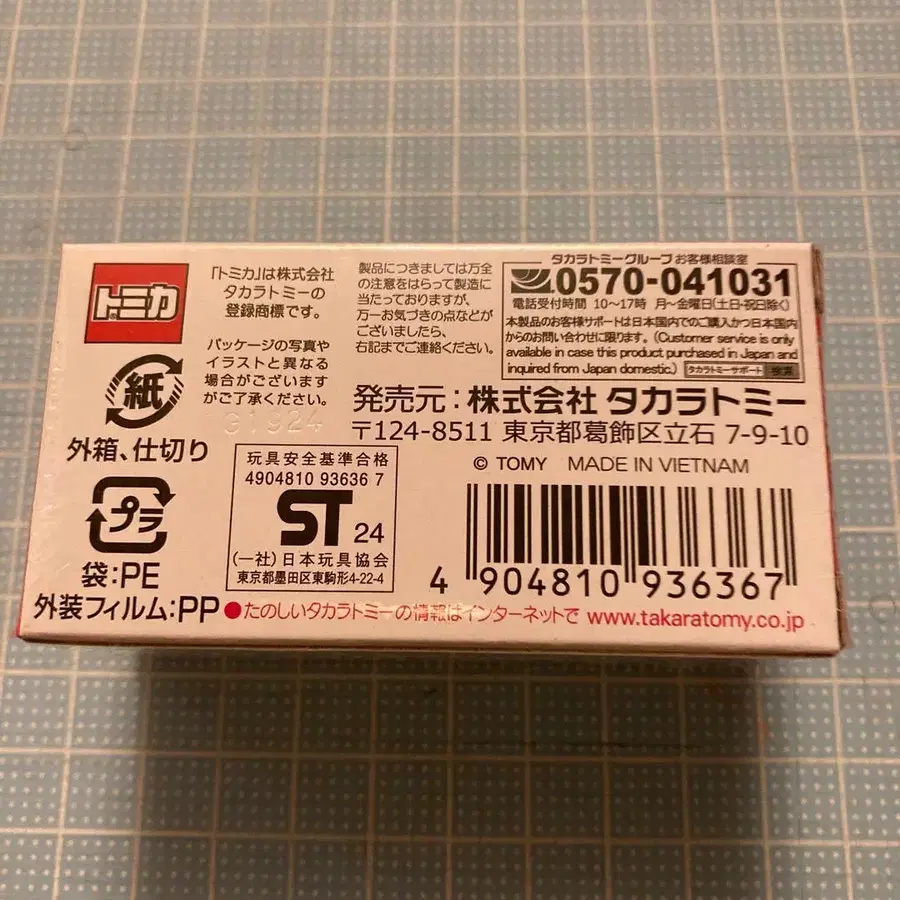 トミカ
「トミカ」は株式会社
タカラトミーの
登録商標です。
パッケージの写真や
イラストと異なる
場合がございます
がご了承ください。
製品につきましては万全
の注意をはらって製造に
当たっておりますが、
万一お気づきの点などが
ございましたら、
右記までご連絡ください。
タカラトミーグループ お客様相談室
0570-041031
電話受付時間 10〜17時 月〜金曜日(土日・祝日除く)
本製品のお客様サポートは日本国内でのご購入かつ日本国内
からのお問い合わせに限ります。(Customer service is only
available in case this product purchased in Japan and
inquired from Japan domestic.) タカラトミーサポート 検索
発売元:株式会社 タカラトミー
〒124-8511 東京都葛飾区立石 7-9-10
© TOMY MADE IN VIETNAM
紙
外箱、仕切り
G1924
プラ
袋:PE
外装フィルム:PP
玩具安全基準合格
4904810 93636 7
ST 24
(一社)日本玩具協会
東京都墨田区東駒形4-22-4
4 904810 936367
●たのしいタカラトミーの情報はインターネットで www.takaratomy.co.jp